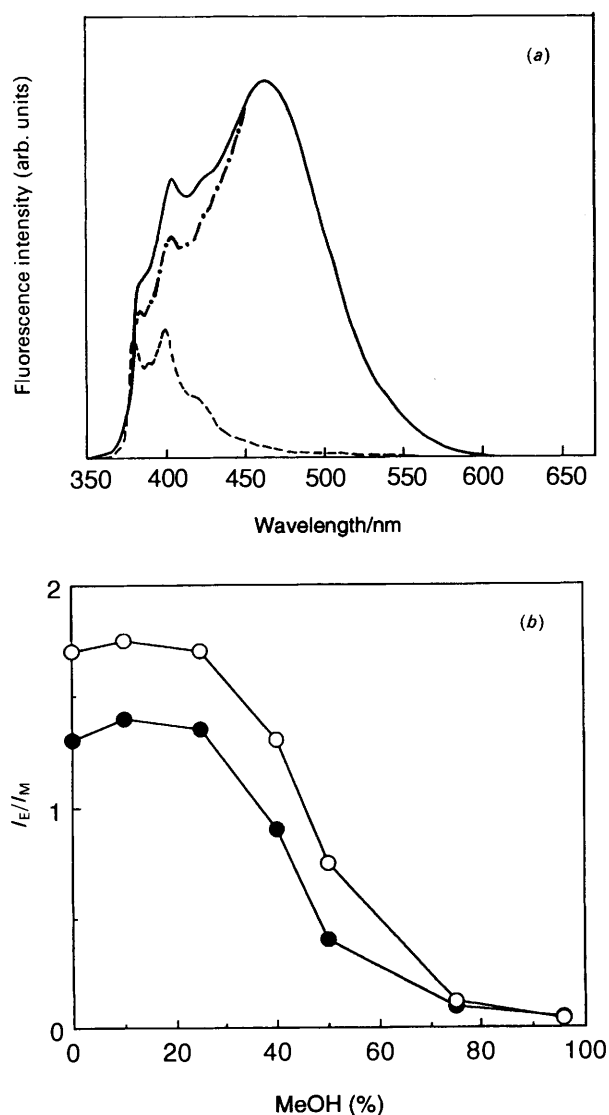 (a)
Fluorescence intensity (arb. units)
350 400 450 500 550 600 650
Wavelength/nm
(b)
2
1
0
I_E/I_M
0 20 40 60 80 100
MeOH (%)